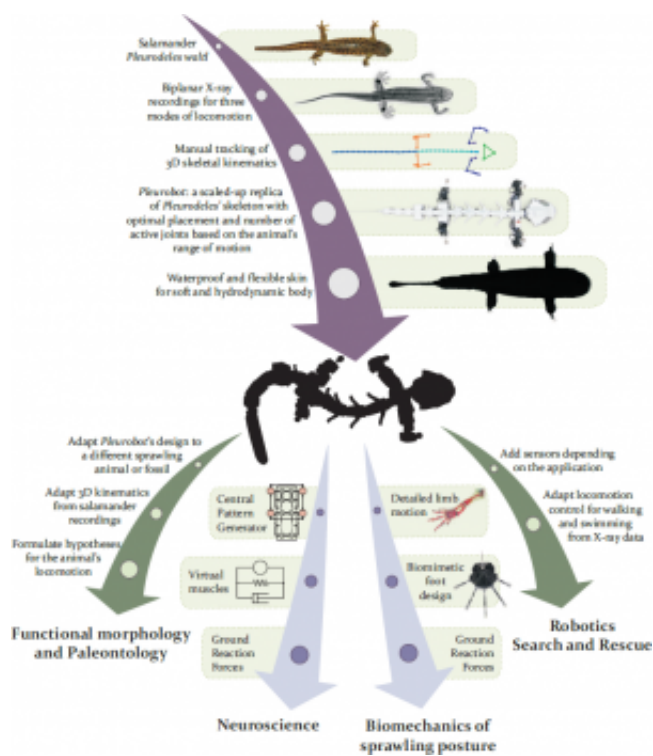 Salamander
Pleurodeles waltl
Biplanar X-ray
recordings for three
modes of locomotion
Manual tracking of
3D skeletal kinematics
Pleurobot: a scaled-up replica
of Pleurodeles' skeleton with
optimal placement and number of
active joints based on the animal's
range of motion
Waterproof and flexible skin
for soft and hydrodynamic body
Adapt Pleurobot's design to
a different sprawling
animal or fossil
Adapt 3D kinematics
from salamander
recordings
Formulate hypotheses
for the animal's
locomotion
Functional morphology
and Paleontology
Central
Pattern
Generator
Virtual
muscles
Ground
Reaction
Forces
Neuroscience
Detailed limb
motion
Biomimetic
foot
design
Ground
Reaction
Forces
Biomechanics of
sprawling posture
Add sensors depending
on the application
Adapt locomotion
control for walking
and swimming
from X-ray data
Robotics
Search and Rescue